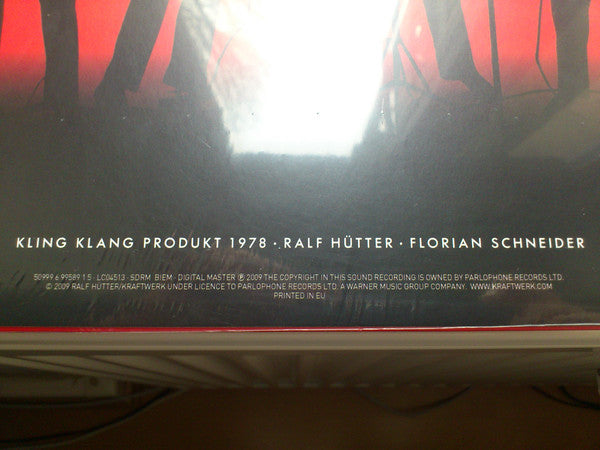 KLING KLANG PRODUKT 1978 · RALF HÜTTER · FLORIAN SCHNEIDER
50999 6 99589 1 5 · LC04513 · SDRM BIEM · DIGITAL MASTER ℗ 2009 THE COPYRIGHT IN THIS SOUND RECORDING IS OWNED BY PARLOPHONE RECORDS LTD.
© 2009 RALF HÜTTER/KRAFTWERK UNDER LICENCE TO PARLOPHONE RECORDS LTD. A WARNER MUSIC GROUP COMPANY. WWW.KRAFTWERK.COM
PRINTED IN EU